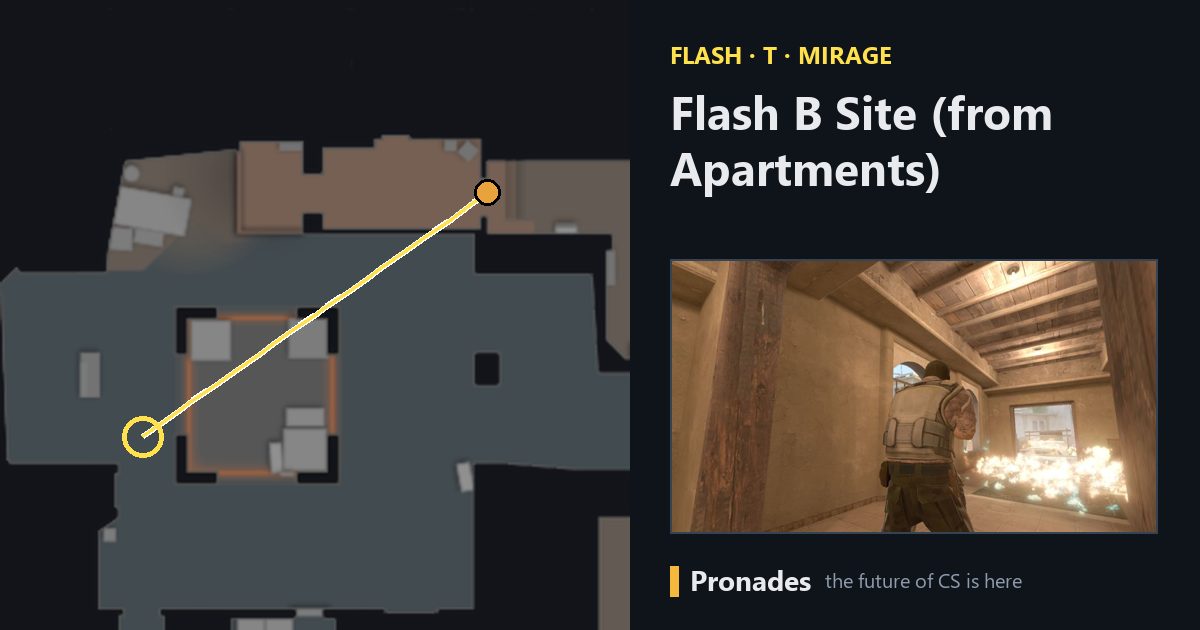 FLASH · T · MIRAGE
Flash B Site (from
Apartments)
Pronades the future of CS is here